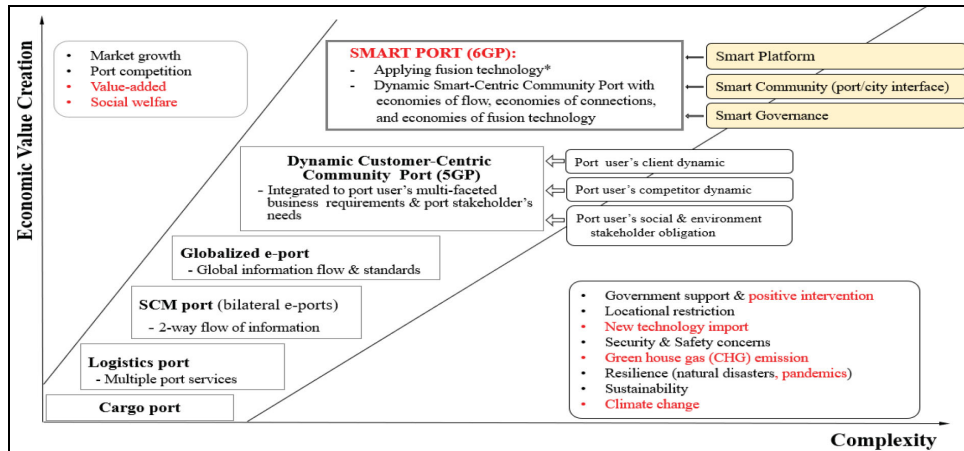 Economic Value Creation
• Market growth
• Port competition
• Value-added
• Social welfare
SMART PORT (6GP):
- Applying fusion technology*
- Dynamic Smart-Centric Community Port with
economies of flow, economies of connections,
and economies of fusion technology
Smart Platform
Smart Community (port/city interface)
Smart Governance
Dynamic Customer-Centric
Community Port (5GP)
- Integrated to port user's multi-faceted
business requirements & port stakeholder's
needs
Port user's client dynamic
Port user's competitor dynamic
Port user's social & environment
stakeholder obligation
Globalized e-port
- Global information flow & standards
SCM port (bilateral e-ports)
- 2-way flow of information
Logistics port
- Multiple port services
Cargo port
• Government support & positive intervention
• Locational restriction
• New technology import
• Security & Safety concerns
• Green house gas (CHG) emission
• Resilience (natural disasters, pandemics)
• Sustainability
• Climate change
Complexity